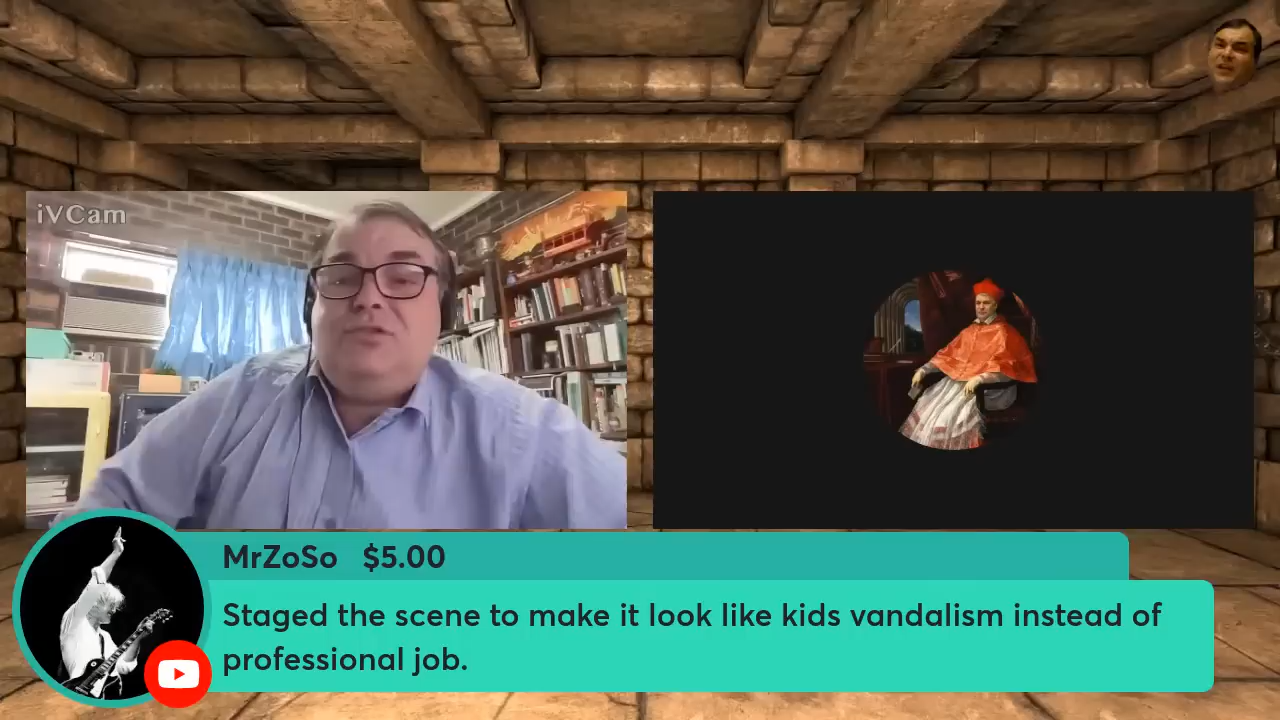 iVCam
MrZoSo $5.00
Staged the scene to make it look like kids vandalism instead of
professional job.